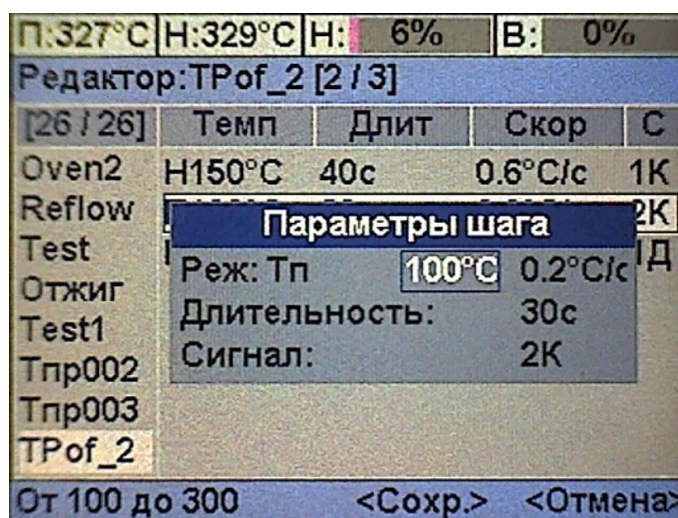 П:327°C Н:329°C Н: 6% В: 0%
Редактор:TPof_2 [2 / 3]
[26 / 26] Темп Длит Скор С
Oven2 Н150°C 40с 0.6°C/с 1К
Reflow 2К
Параметры шага
Test Д
Реж: Тп 100°C 0.2°C/с
Отжиг
Длительность: 30с
Test1
Сигнал: 2К
Тпр002
Тпр003
TPof_2
От 100 до 300 <Сохр.> <Отмена>